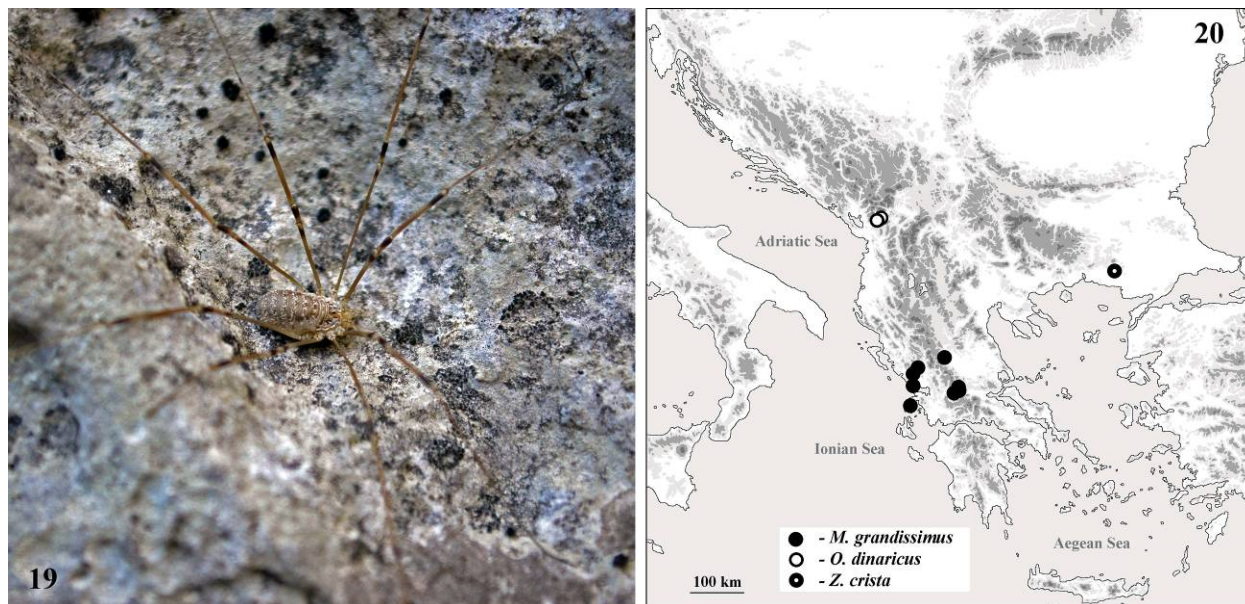 19
20
Adriatic Sea
Ionian Sea
Aegean Sea
- M. grandissimus
- O. dinaricus
- Z. crista
100 km